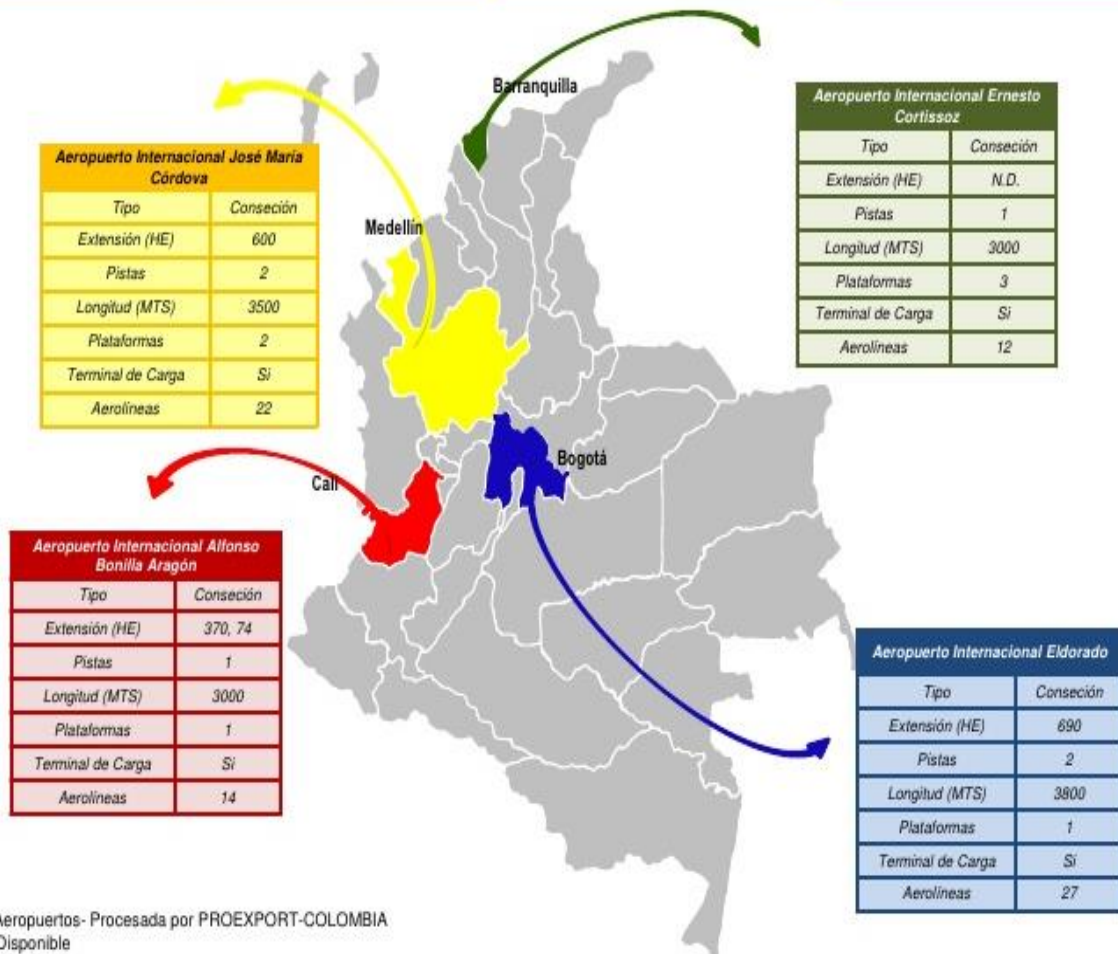 Barranquilla
Aeropuerto Internacional Ernesto
Cortissoz
Tipo Conseción
Extensión (HE) N.D.
Pistas 1
Longitud (MTS) 3000
Plataformas 3
Terminal de Carga Si
Aerolíneas 12
Aeropuerto Internacional José María
Córdova
Tipo Conseción
Extensión (HE) 600
Pistas 2
Longitud (MTS) 3500
Plataformas 2
Terminal de Carga Si
Aerolíneas 22
Medellín
Bogotá
Cali
Aeropuerto Internacional Alfonso
Bonilla Aragón
Tipo Conseción
Extensión (HE) 370, 74
Pistas 1
Longitud (MTS) 3000
Plataformas 1
Terminal de Carga Si
Aerolíneas 14
Aeropuerto Internacional Eldorado
Tipo Conseción
Extensión (HE) 690
Pistas 2
Longitud (MTS) 3800
Plataformas 1
Terminal de Carga Si
Aerolíneas 27
Aeropuertos- Procesada por PROEXPORT-COLOMBIA
Disponible